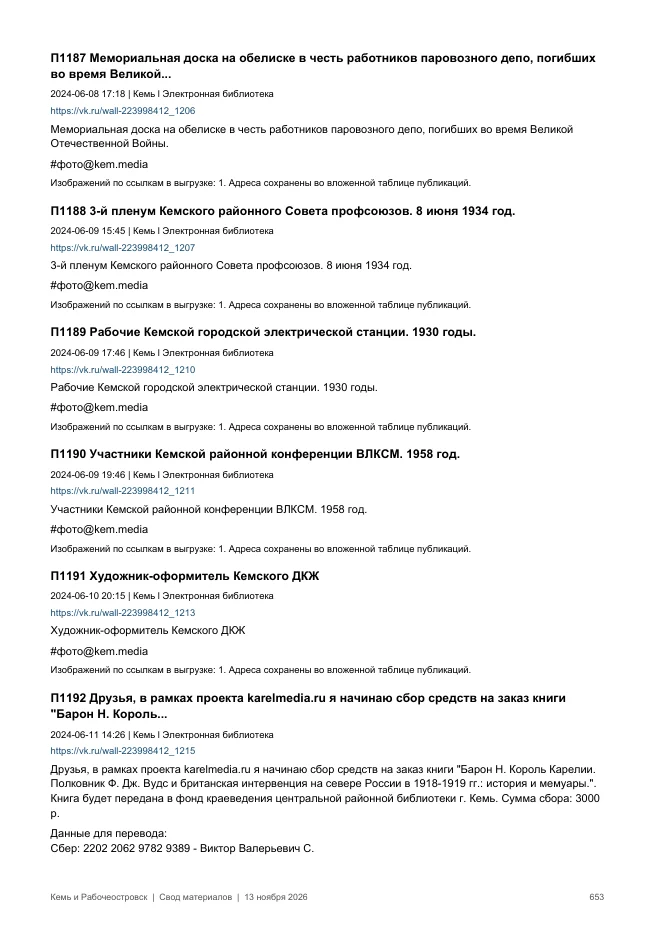 П1187 Мемориальная доска на обелиске в честь работников паровозного депо, погибших
во время Великой...
2024-06-08 17:18 | Кемь I Электронная библиотека
https://vk.ru/wall-223998412_1206
Мемориальная доска на обелиске в честь работников паровозного депо, погибших во время Великой
Отечественной Войны.
#фото@kem.media
Изображений по ссылкам в выгрузке: 1. Адреса сохранены во вложенной таблице публикаций.
П1188 3-й пленум Кемского районного Совета профсоюзов. 8 июня 1934 год.
2024-06-09 15:45 | Кемь I Электронная библиотека
https://vk.ru/wall-223998412_1207
3-й пленум Кемского районного Совета профсоюзов. 8 июня 1934 год.
#фото@kem.media
Изображений по ссылкам в выгрузке: 1. Адреса сохранены во вложенной таблице публикаций.
П1189 Рабочие Кемской городской электрической станции. 1930 годы.
2024-06-09 17:46 | Кемь I Электронная библиотека
https://vk.ru/wall-223998412_1210
Рабочие Кемской городской электрической станции. 1930 годы.
#фото@kem.media
Изображений по ссылкам в выгрузке: 1. Адреса сохранены во вложенной таблице публикаций.
П1190 Участники Кемской районной конференции ВЛКСМ. 1958 год.
2024-06-09 19:46 | Кемь I Электронная библиотека
https://vk.ru/wall-223998412_1211
Участники Кемской районной конференции ВЛКСМ. 1958 год.
#фото@kem.media
Изображений по ссылкам в выгрузке: 1. Адреса сохранены во вложенной таблице публикаций.
П1191 Художник-оформитель Кемского ДКЖ
2024-06-10 20:15 | Кемь I Электронная библиотека
https://vk.ru/wall-223998412_1213
Художник-оформитель Кемского ДКЖ
#фото@kem.media
Изображений по ссылкам в выгрузке: 1. Адреса сохранены во вложенной таблице публикаций.
П1192 Друзья, в рамках проекта karelmedia.ru я начинаю сбор средств на заказ книги
"Барон Н. Король...
2024-06-11 14:26 | Кемь I Электронная библиотека
https://vk.ru/wall-223998412_1215
Друзья, в рамках проекта karelmedia.ru я начинаю сбор средств на заказ книги "Барон Н. Король Карелии.
Полковник Ф. Дж. Вудс и британская интервенция на севере России в 1918-1919 гг.: история и мемуары.".
Книга будет передана в фонд краеведения центральной районной библиотеки г. Кемь. Сумма сбора: 3000
р.
Данные для перевода:
Сбер: 2202 2062 9782 9389 - Виктор Валерьевич С.
Кемь и Рабочеостровск | Свод материалов | 13 ноября 2026
653